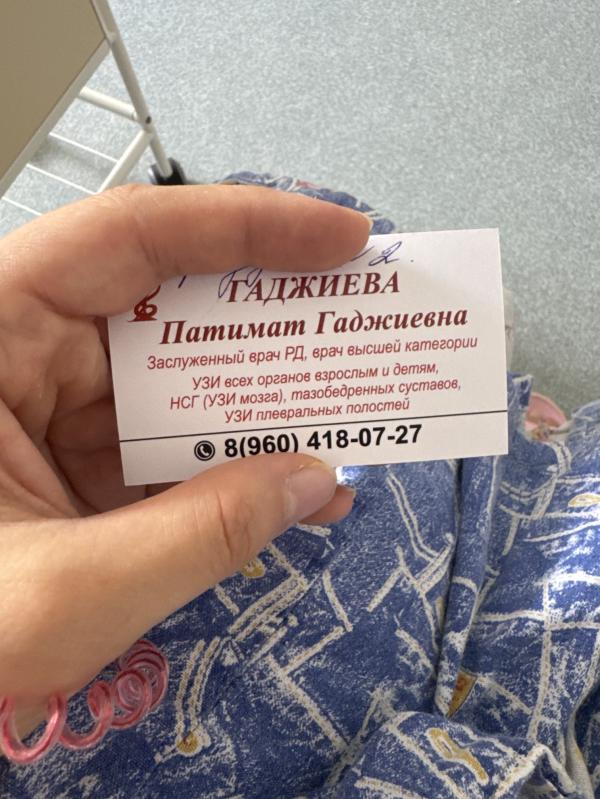 ГАДЖИЕВА
Патимат Гаджиевна
Заслуженный врач РД, врач высшей категории
УЗИ всех органов взрослым и детям,
НСГ (УЗИ мозга), тазобедренных суставов,
УЗИ плевральных полостей
8(960) 418-07-27